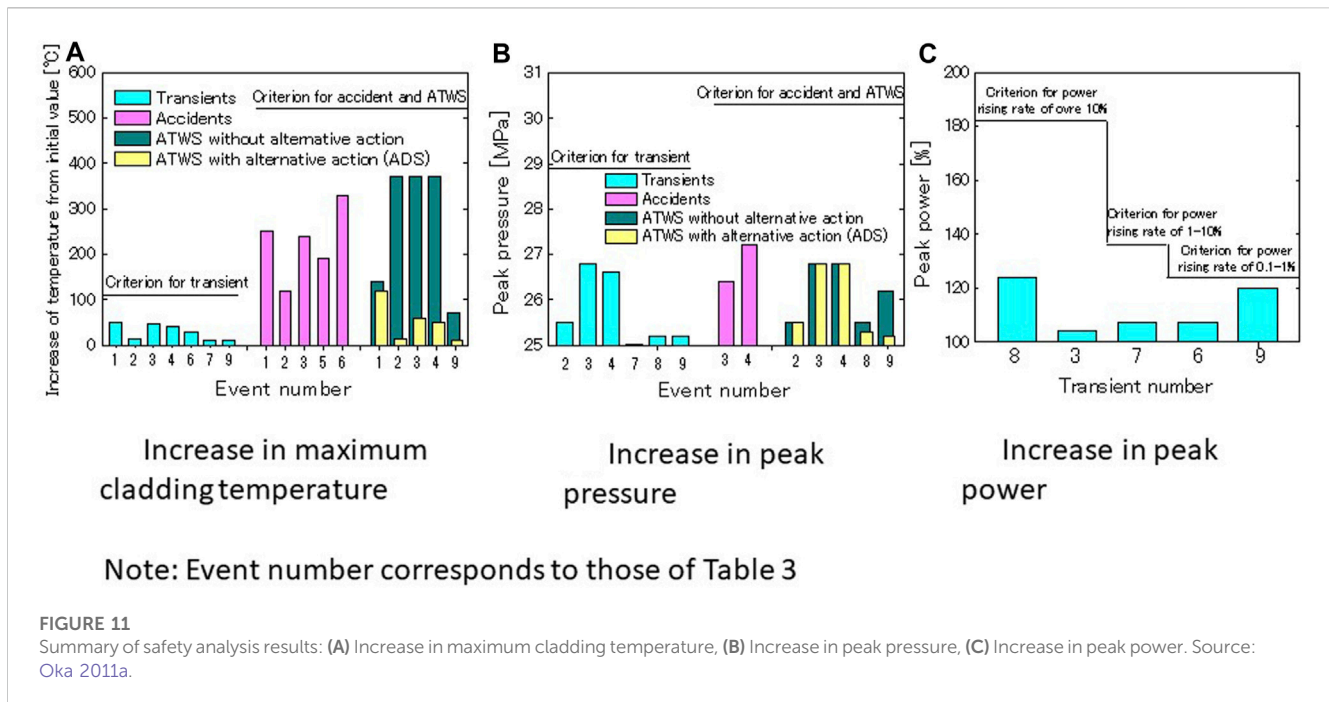 A
Increase of temperature from initial value [℃]
600
500
400
300
200
100
0
Criterion for accident and ATWS
Transients
Accidents
ATWS without alternative action
ATWS with alternative action (ADS)
Criterion for transient
1 2 3 4 6 7 9 1 2 3 5 6 1 2 3 4 9
Event number
B
Peak pressure [MPa]
31
30
29
28
27
26
25
Criterion for accident and ATWS
Criterion for transient
Transients
Accidents
ATWS without alternative action
ATWS with alternative action (ADS)
2 3 4 7 8 9 3 4 2 3 4 8 9
Event number
C
Peak power [%]
200
180
160
140
120
100
Criterion for power
rising rate of ovre 10%
Criterion for power
rising rate of 1-10%
Criterion for power
rising rate of 0.1-1%
8 3 7 6 9
Transient number
Increase in maximum
cladding temperature
Increase in peak
pressure
Increase in peak
power
Note: Event number corresponds to those of Table 3
FIGURE 11
Summary of safety analysis results: (A) Increase in maximum cladding temperature, (B) Increase in peak pressure, (C) Increase in peak power. Source:
Oka 2011a.